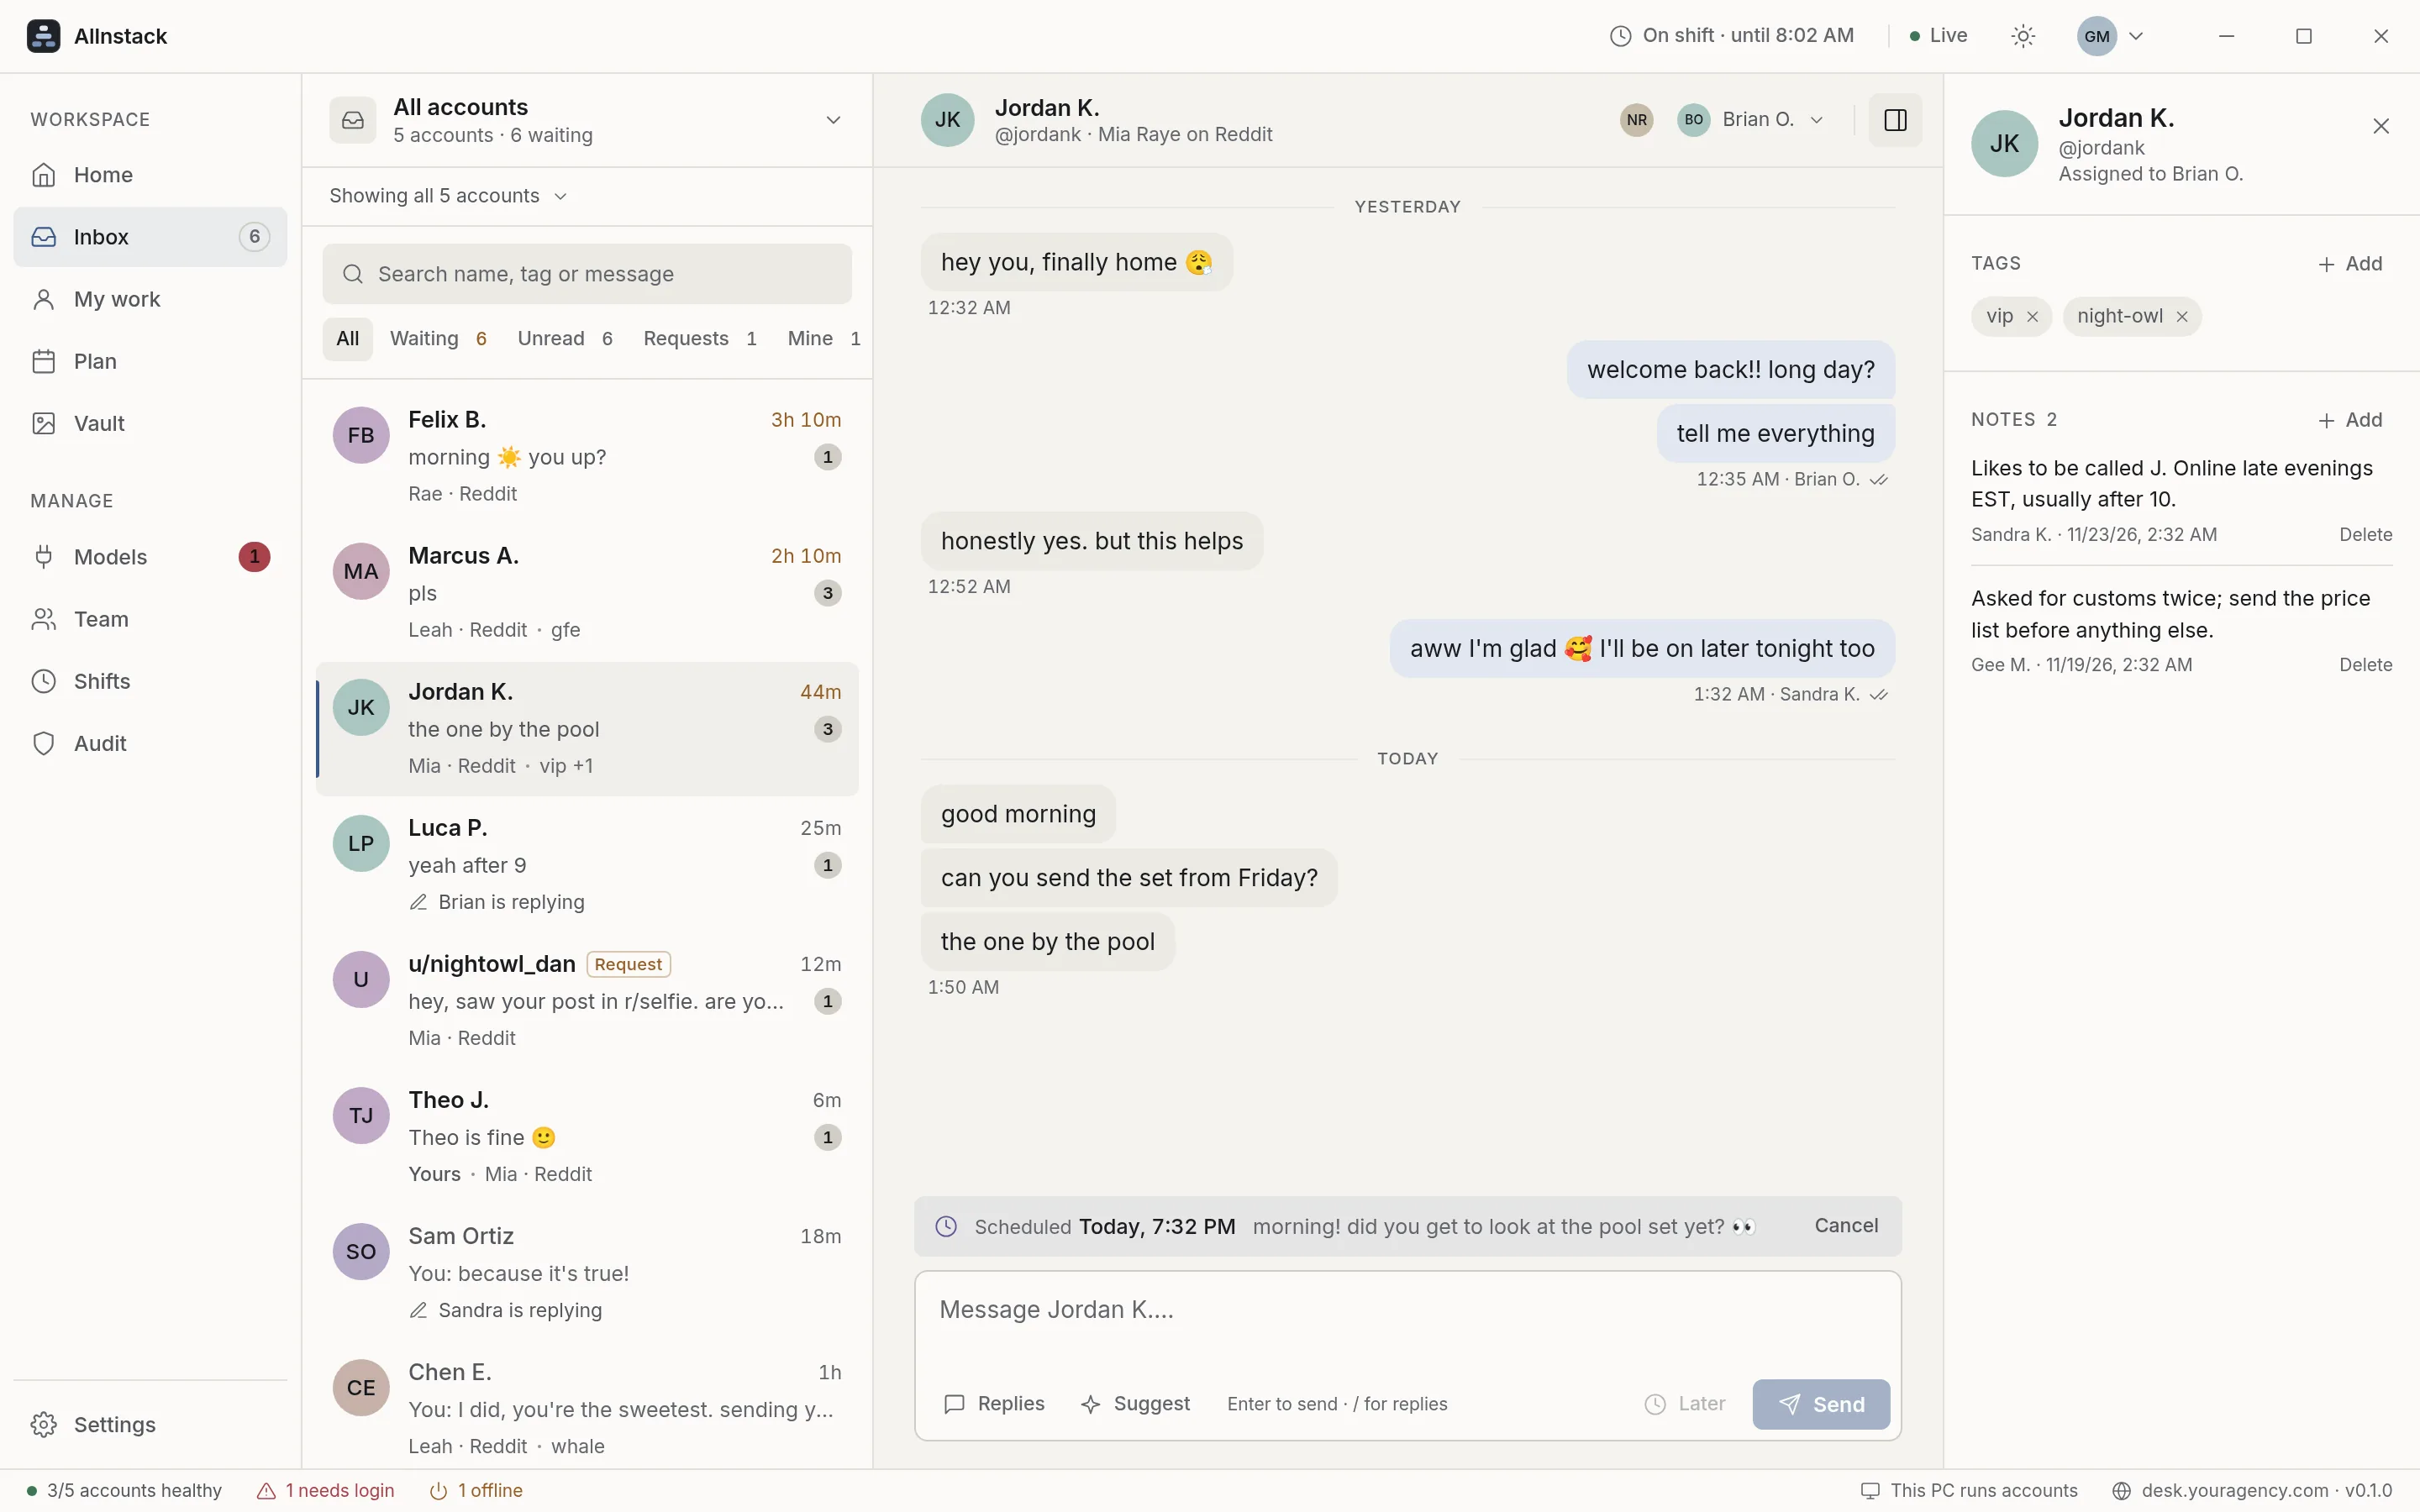 Allnstack
On shift · until 8:02 AM
Live
GM
WORKSPACE
Home
Inbox 6
My work
Plan
Vault
MANAGE
Models 1
Team
Shifts
Audit
Settings
All accounts
5 accounts · 6 waiting
Showing all 5 accounts
Search name, tag or message
All Waiting 6 Unread 6 Requests 1 Mine 1
FB
Felix B. 3h 10m
morning ☀️ you up? 1
Rae · Reddit
MA
Marcus A. 2h 10m
pls 3
Leah · Reddit · gfe
JK
Jordan K. 44m
the one by the pool 3
Mia · Reddit · vip +1
LP
Luca P. 25m
yeah after 9 1
Brian is replying
U
u/nightowl_dan Request 12m
hey, saw your post in r/selfie. are yo... 1
Mia · Reddit
TJ
Theo J. 6m
Theo is fine 🙂 1
Yours · Mia · Reddit
SO
Sam Ortiz 18m
You: because it's true!
Sandra is replying
CE
Chen E. 1h
You: I did, you're the sweetest. sending y...
Leah · Reddit · whale
JK
Jordan K.
@jordank · Mia Raye on Reddit
NR BO Brian O.
YESTERDAY
hey you, finally home 😮‍💨
12:32 AM
welcome back!! long day?
tell me everything
12:35 AM · Brian O.
honestly yes. but this helps
12:52 AM
aww I'm glad 🥰 I'll be on later tonight too
1:32 AM · Sandra K.
TODAY
good morning
can you send the set from Friday?
the one by the pool
1:50 AM
Scheduled Today, 7:32 PM morning! did you get to look at the pool set yet? 👀 Cancel
Message Jordan K....
Replies Suggest Enter to send · / for replies Later Send
JK
Jordan K.
@jordank
Assigned to Brian O.
TAGS + Add
vip × night-owl ×
NOTES 2 + Add
Likes to be called J. Online late evenings
EST, usually after 10.
Sandra K. · 11/23/26, 2:32 AM Delete
Asked for customs twice; send the price
list before anything else.
Gee M. · 11/19/26, 2:32 AM Delete
3/5 accounts healthy 1 needs login 1 offline
This PC runs accounts desk.youragency.com · v0.1.0